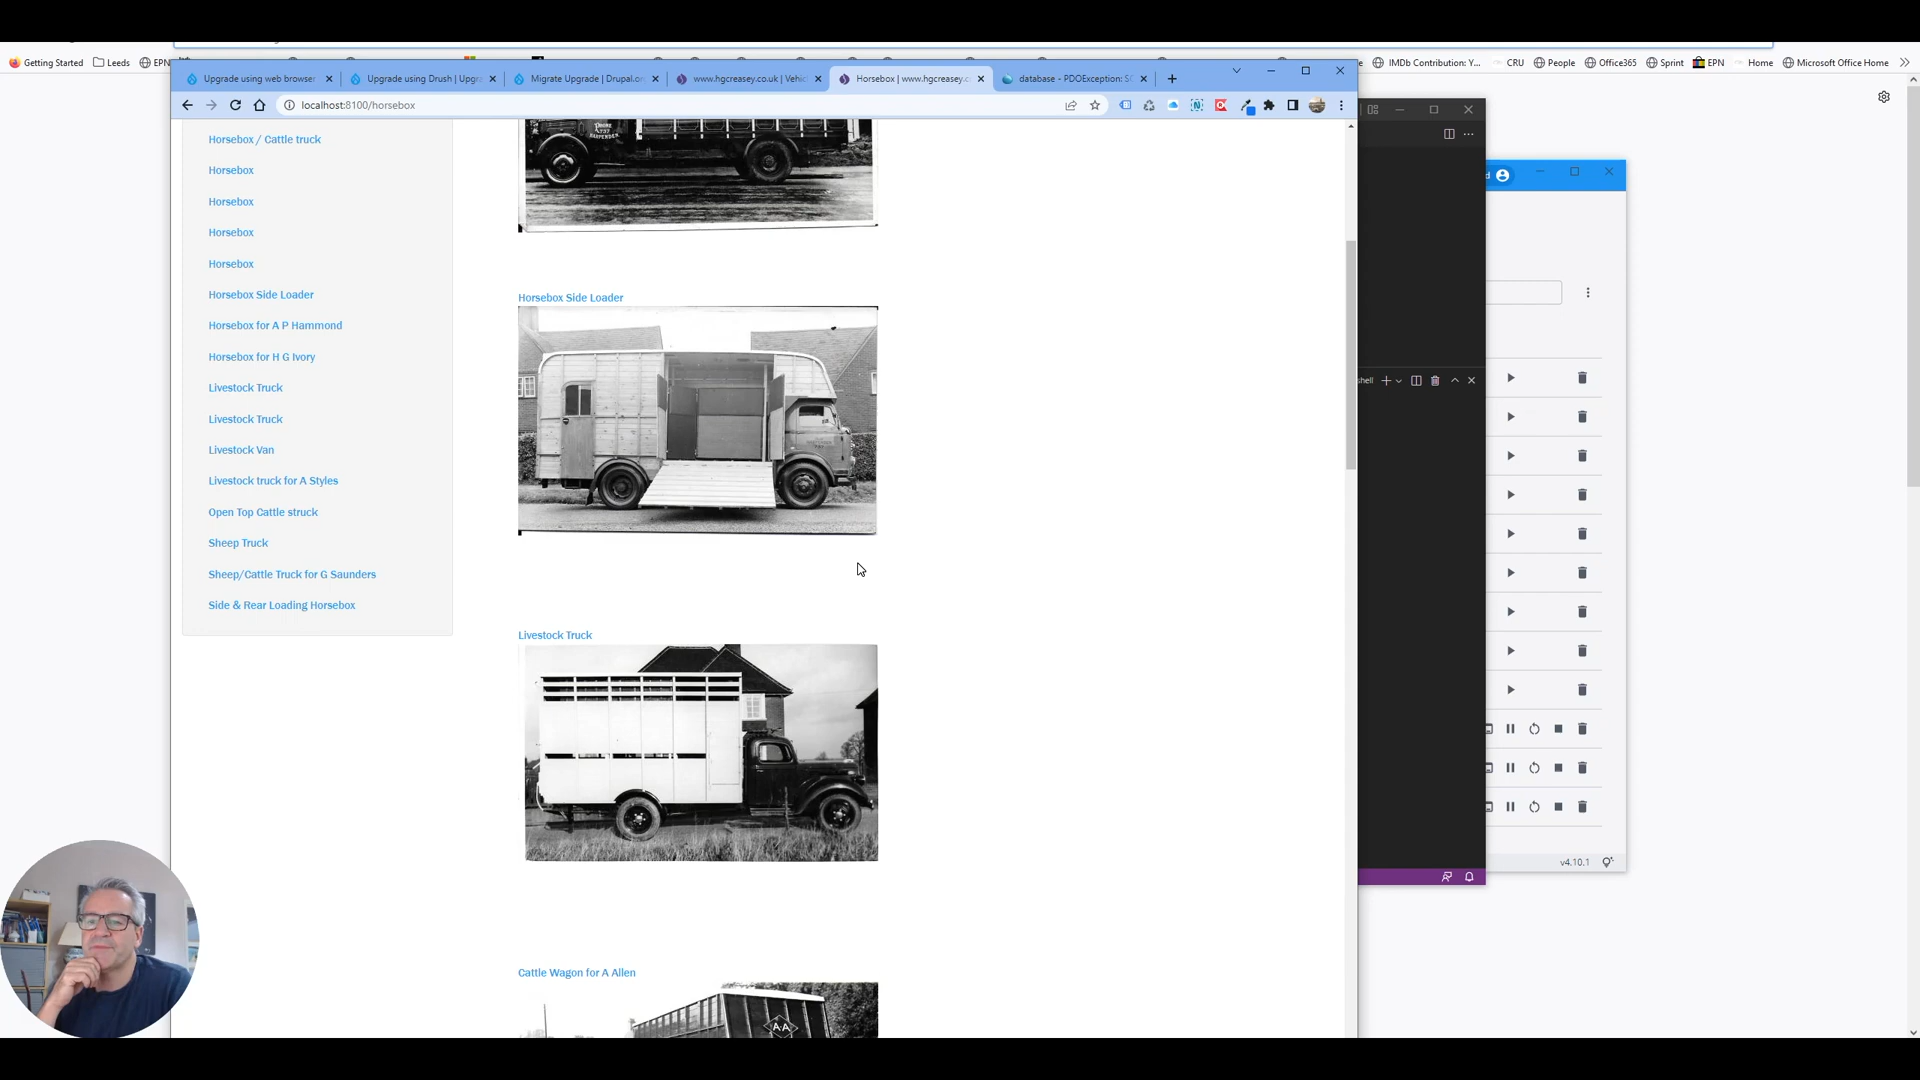 Getting Started
Leeds
EPN
IMDb Contribution: Y...
CRU
People
Office365
Sprint
EPN
Home
Microsoft Office Home
Upgrade using web browser
Upgrade using Drush | Upgra
Migrate Upgrade | Drupal.or
www.hgcreasey.co.uk | Vehic
Horsebox | www.hgcreasey.c
database - PDOException: S
localhost:8100/horsebox
Horsebox / Cattle truck
Horsebox
Horsebox
Horsebox
Horsebox
Horsebox Side Loader
Horsebox for A P Hammond
Horsebox for H G Ivory
Livestock Truck
Livestock Truck
Livestock Van
Livestock truck for A Styles
Open Top Cattle struck
Sheep Truck
Sheep/Cattle Truck for G Saunders
Side & Rear Loading Horsebox
Horsebox Side Loader
Livestock Truck
Cattle Wagon for A Allen
A·A
shell
d
v4.10.1